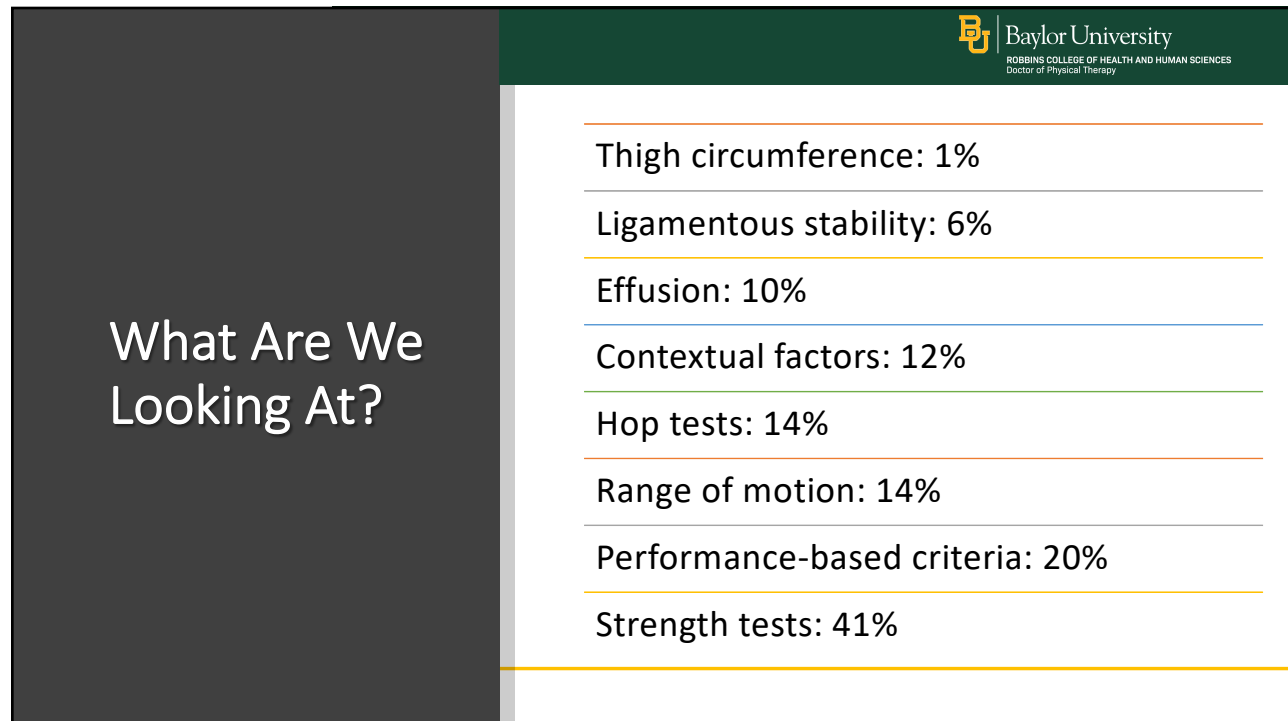 BU
Baylor University
ROBBINS COLLEGE OF HEALTH AND HUMAN SCIENCES
Doctor of Physical Therapy
What Are We
Looking At?
Thigh circumference: 1%
Ligamentous stability: 6%
Effusion: 10%
Contextual factors: 12%
Hop tests: 14%
Range of motion: 14%
Performance-based criteria: 20%
Strength tests: 41%